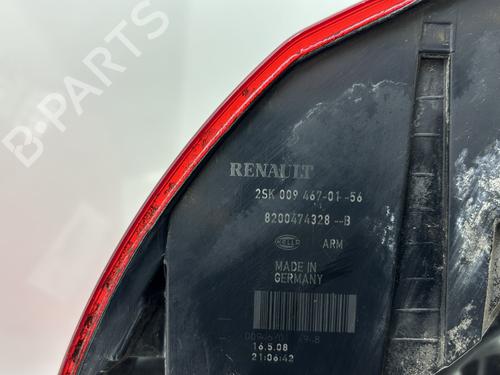 B-PARTS
RENAULT
2SK 009 467-01 -56
8200474328 --B
HELLA
ARM
MADE IN
GERMANY
16.5.08
21:06:42